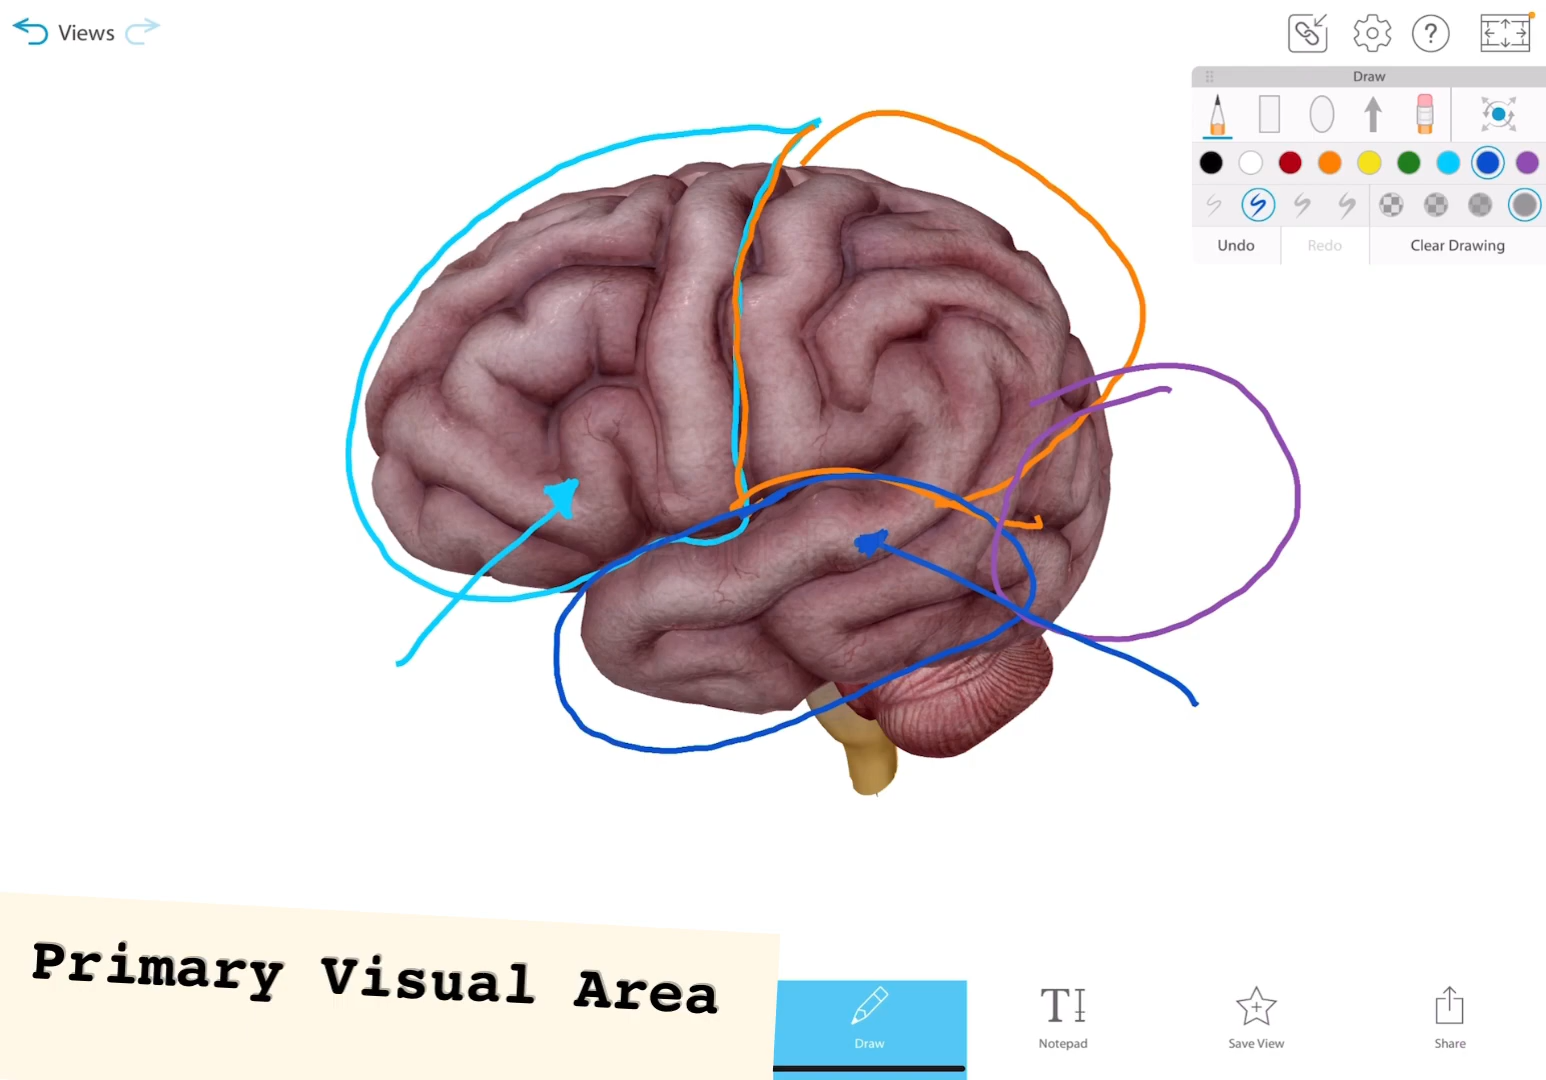 Views
?
Draw
Undo Redo Clear Drawing
Primary Visual Area
Draw
Notepad
Save View
Share